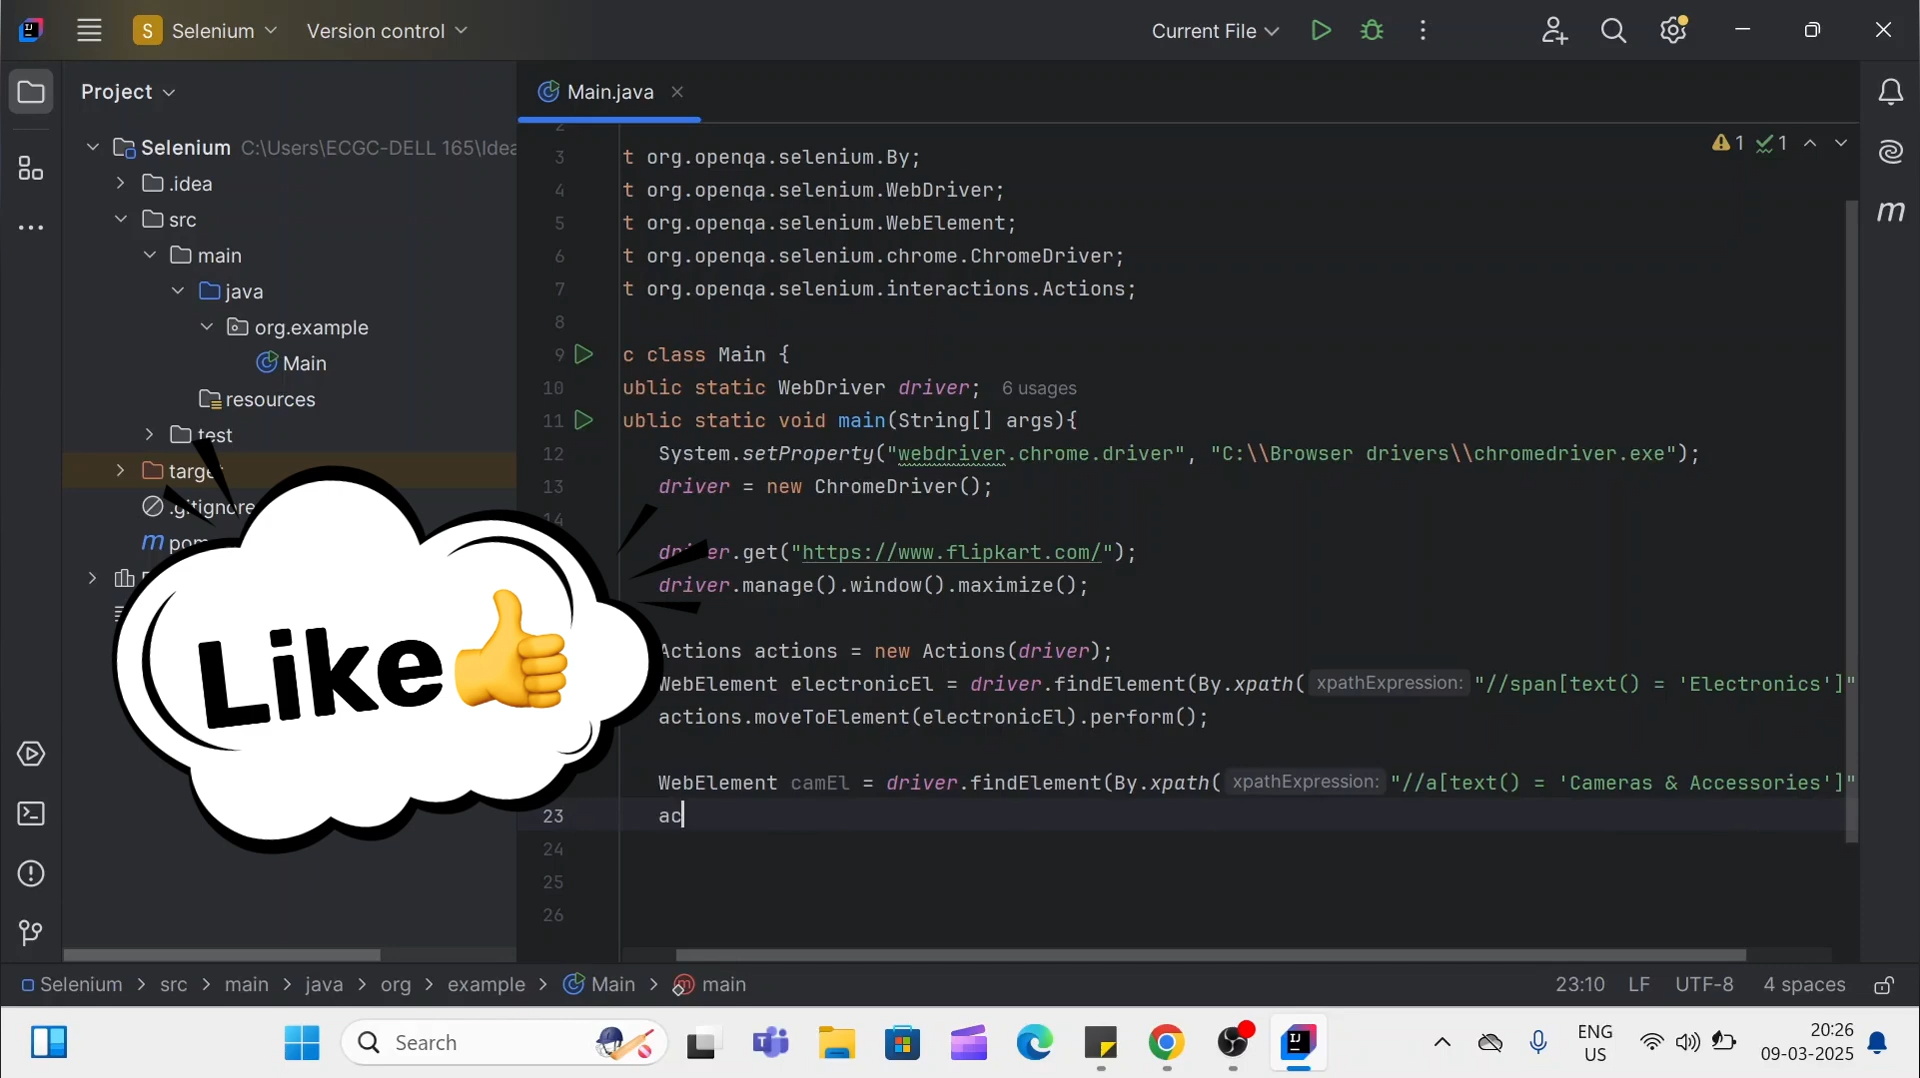 S Selenium Version control Current File
Project
Main.java
Selenium C:\Users\ECGC-DELL 165\Idea
.idea
src
main
java
org.example
Main
resources
test
target
.gitignore
1 1
3 t org.openqa.selenium.By;
4 t org.openqa.selenium.WebDriver;
5 t org.openqa.selenium.WebElement;
6 t org.openqa.selenium.chrome.ChromeDriver;
7 t org.openqa.selenium.interactions.Actions;
8
9 c class Main {
10 ublic static WebDriver driver; 6 usages
11 ublic static void main(String[] args){
12 System.setProperty("webdriver.chrome.driver", "C:\\Browser drivers\\chromedriver.exe");
13 driver = new ChromeDriver();
14
driver.get("https://www.flipkart.com/");
driver.manage().window().maximize();
Actions actions = new Actions(driver);
WebElement electronicEl = driver.findElement(By.xpath( xpathExpression: "//span[text() = 'Electronics']"
actions.moveToElement(electronicEl).perform();
WebElement camEl = driver.findElement(By.xpath( xpathExpression: "//a[text() = 'Cameras & Accessories']"
23 ac
24
25
26
Like
Selenium > src > main > java > org > example > Main > main
23:10 LF UTF-8 4 spaces
Search
ENG
US
20:26
09-03-2025